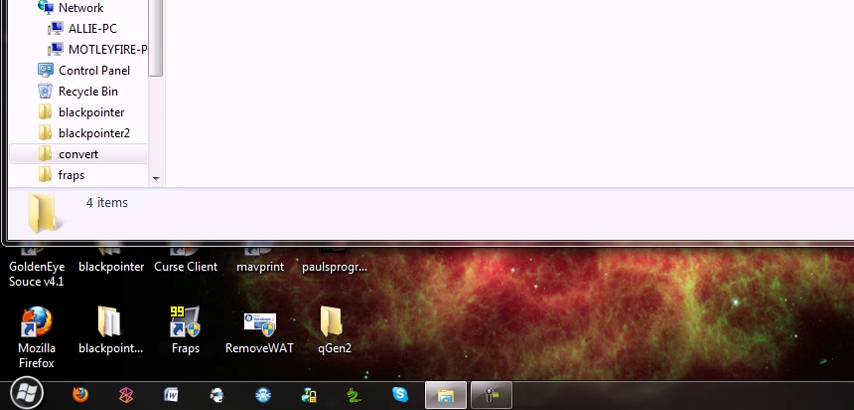 Network
ALLIE-PC
MOTLEYFIRE-P
Control Panel
Recycle Bin
blackpointer
blackpointer2
convert
fraps
4 items
GoldenEye
Souce v4.1
blackpointer
Curse Client
mavprint
paulsprogr...
99
Mozilla
Firefox
blackpoint...
Fraps
RemoveWAT
qGen2